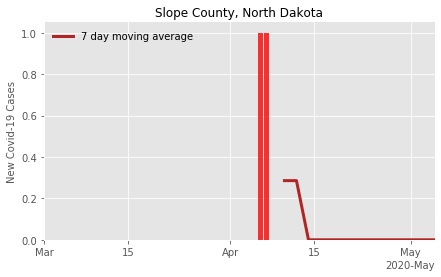 Slope County, North Dakota
7 day moving average
New Covid-19 Cases
1.0
0.8
0.6
0.4
0.2
0.0
Mar 15 Apr 15 May
2020-May